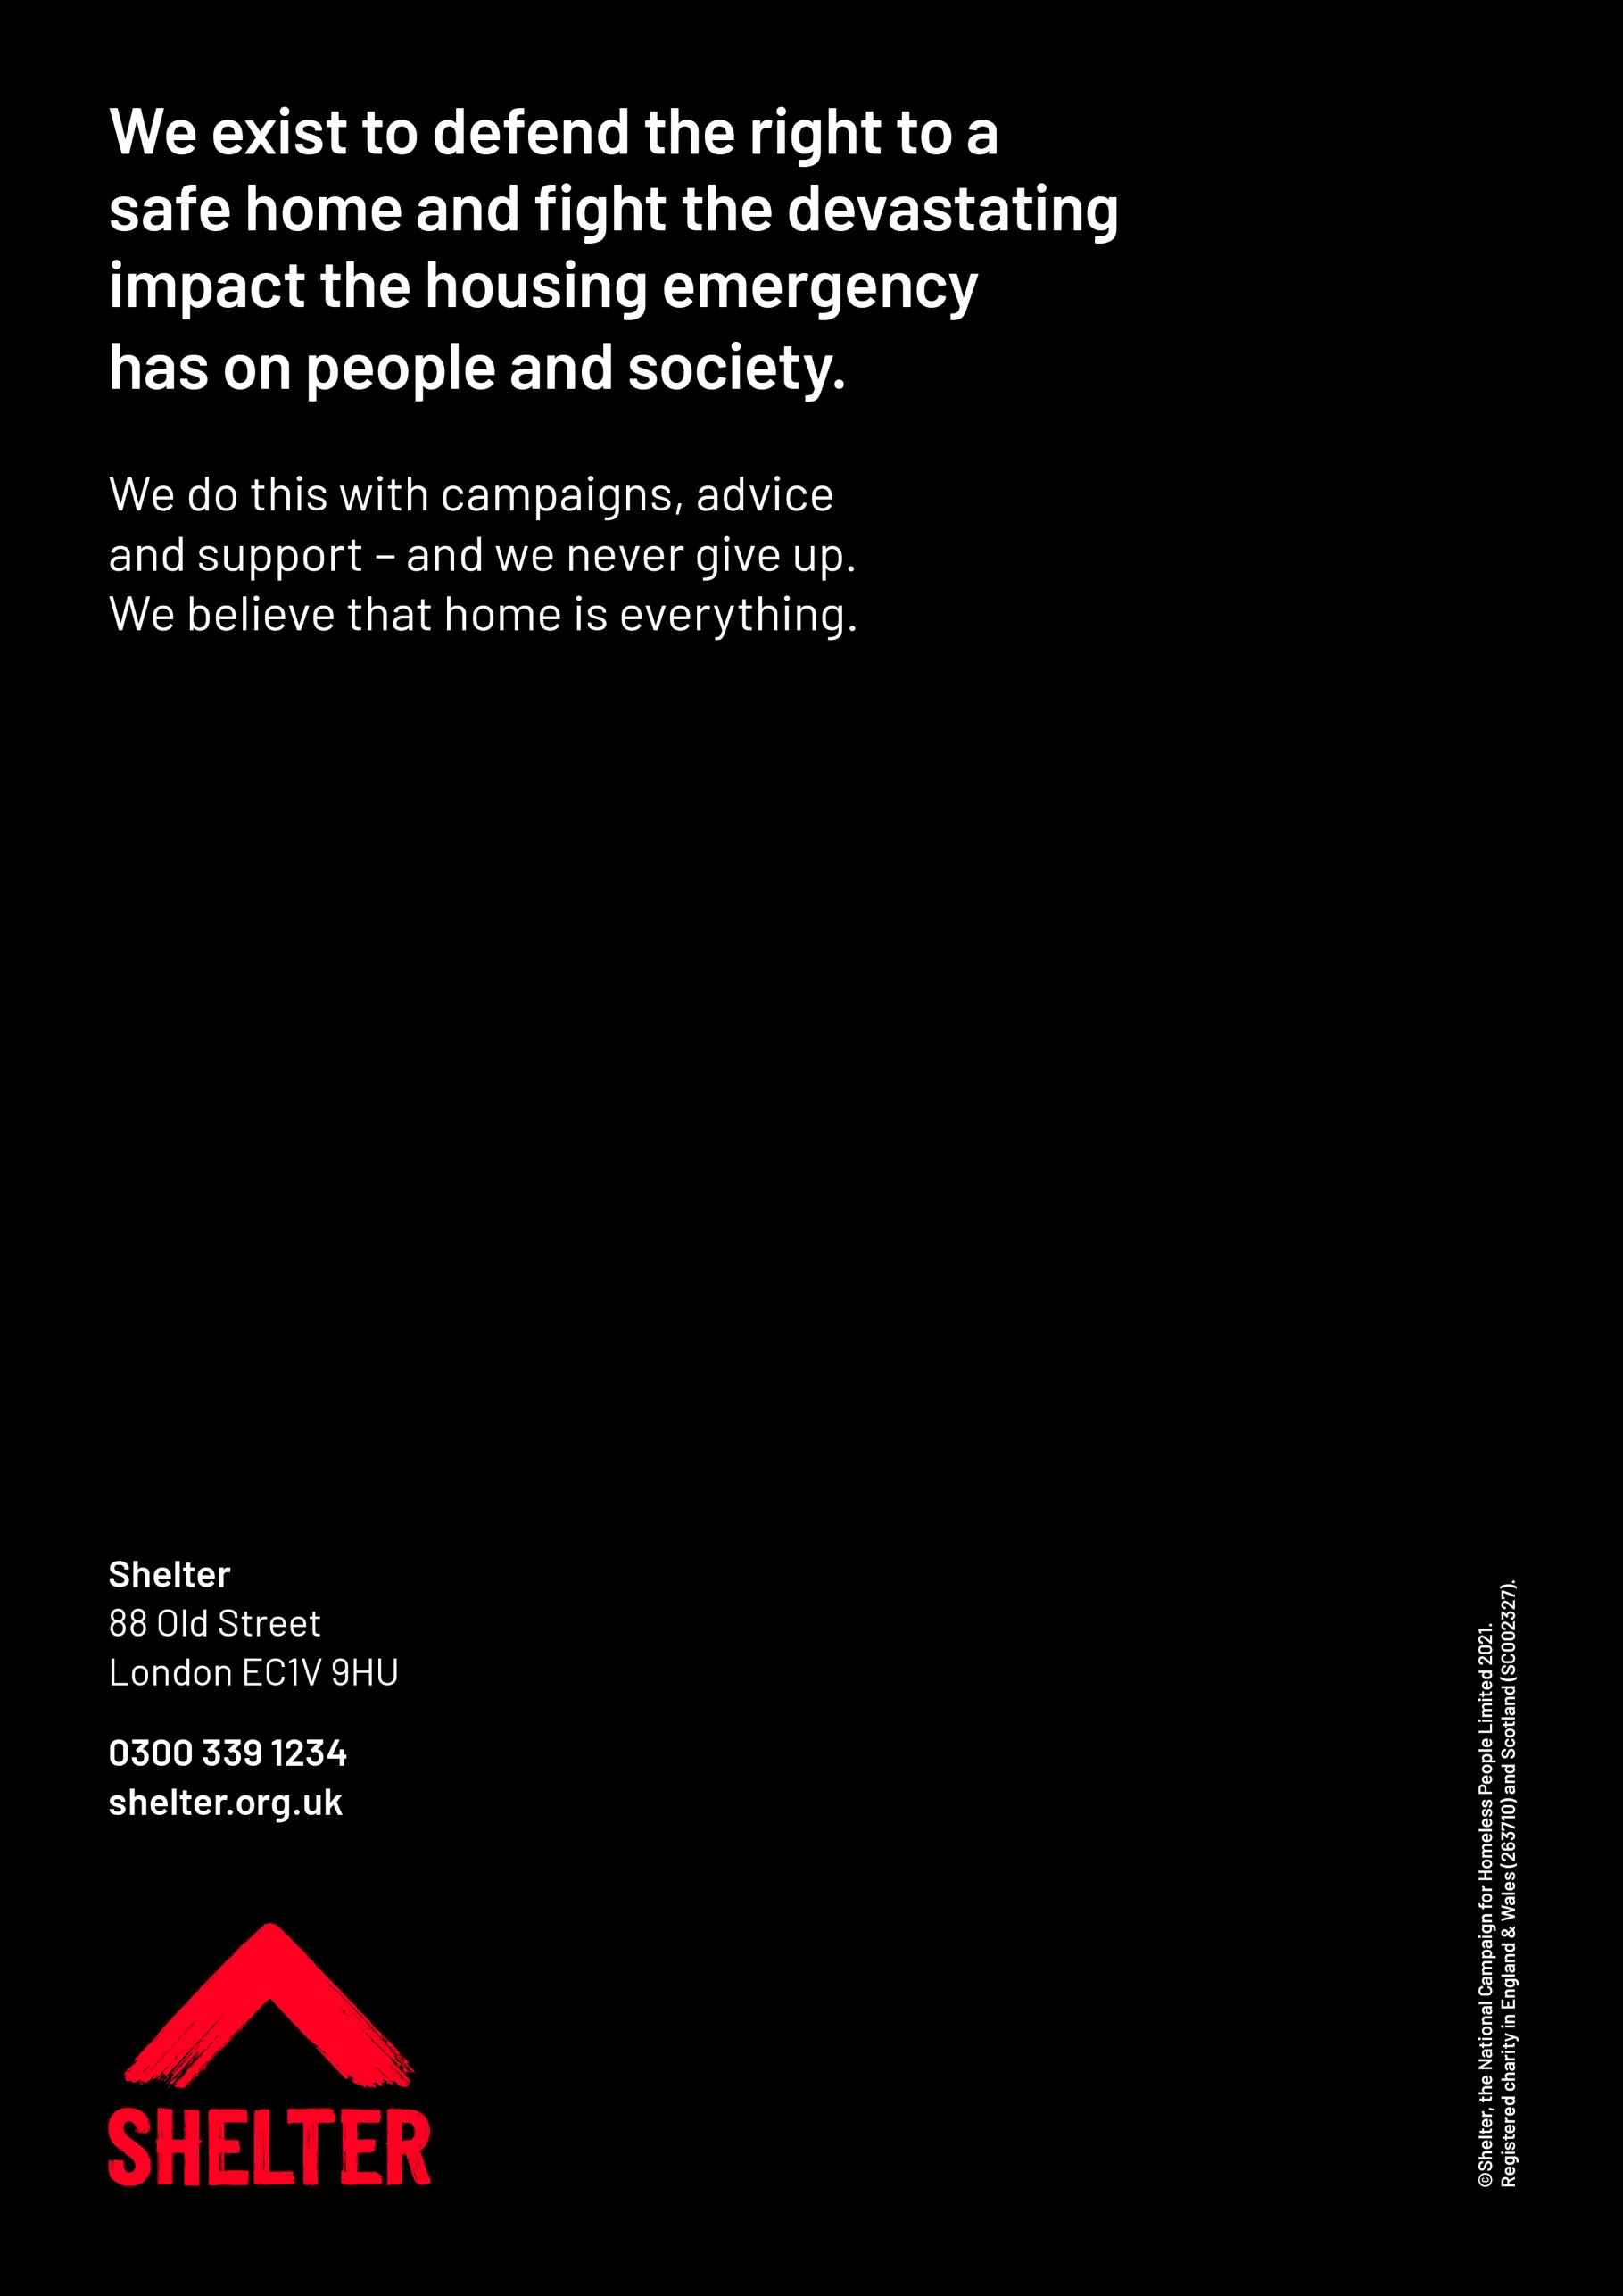 We exist to defend the right to a
safe home and fight the devastating
impact the housing emergency
has on people and society.
We do this with campaigns, advice
and support – and we never give up.
We believe that home is everything.
Shelter
88 Old Street
London EC1V 9HU
0300 339 1234
shelter.org.uk
SHELTER
©Shelter, the National Campaign for Homeless People Limited 2021.
Registered charity in England & Wales (263710) and Scotland (SC002327).